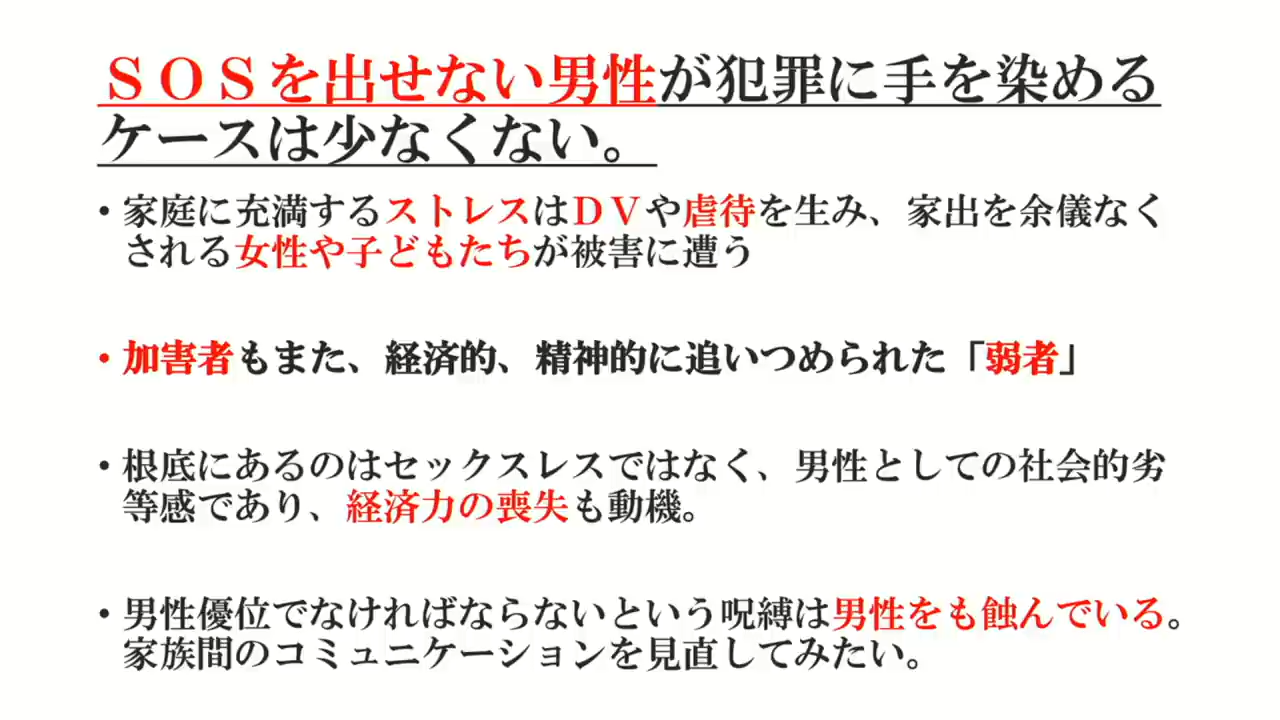 SOSを出せない男性が犯罪に手を染める
ケースは少なくない。
・家庭に充満するストレスはDVや虐待を生み、家出を余儀なく
される女性や子どもたちが被害に遭う
・加害者もまた、経済的、精神的に追いつめられた「弱者」
・根底にあるのはセックスレスではなく、男性としての社会的劣
等感であり、経済力の喪失も動機。
・男性優位でなければならないという呪縛は男性をも蝕んでいる。
家族間のコミュニケーションを見直してみたい。